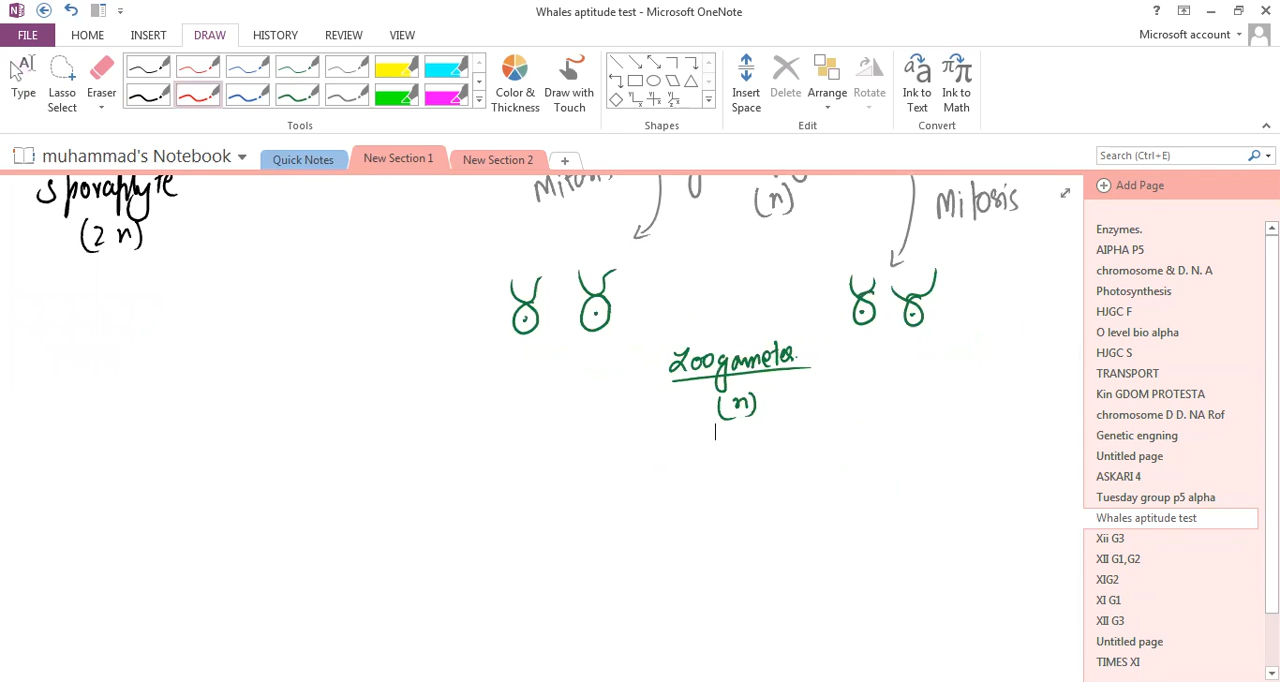 Whales aptitude test - Microsoft OneNote
?
FILE HOME INSERT DRAW HISTORY REVIEW VIEW
Microsoft account
Type
Lasso Select
Eraser
Color & Thickness
Draw with Touch
Insert Space
Delete
Arrange
Rotate
Ink to Text
Ink to Math
Tools
Shapes
Edit
Convert
muhammad's Notebook
Quick Notes
New Section 1
New Section 2
Search (Ctrl+E)
Add Page
Enzymes.
AlPHA P5
chromosome & D. N. A
Photosynthesis
HJGC F
O level bio alpha
HJGC S
TRANSPORT
Kin GDOM PROTESTA
chromosome D D. NA Rof
Genetic engning
Untitled page
ASKARI 4
Tuesday group p5 alpha
Whales aptitude test
Xii G3
XII G1,G2
XIG2
XI G1
XII G3
Untitled page
TIMES XI
Sporophyte
(2n)
Mitosis
(n)
Mitosis
Zoogametes.
(n)